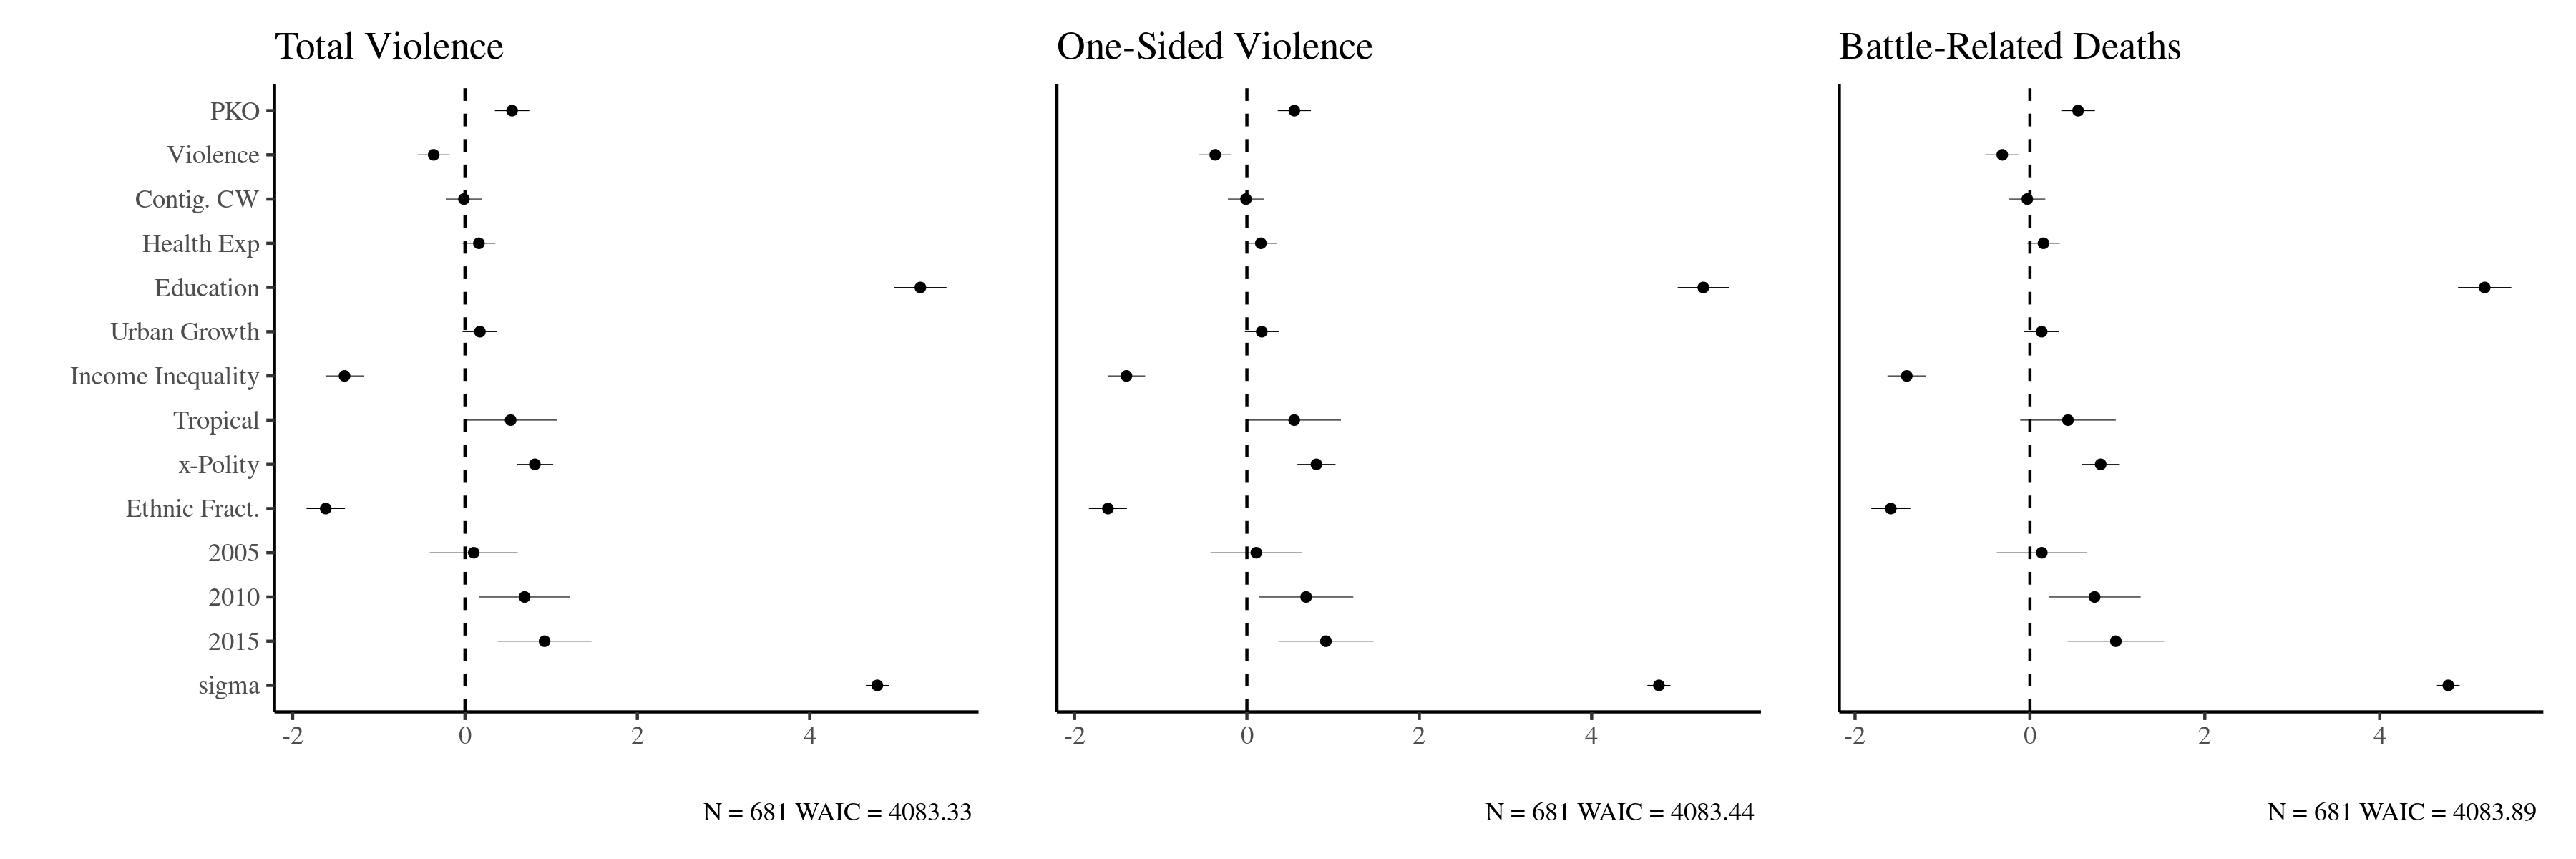 Total Violence
One-Sided Violence
Battle-Related Deaths
PKO
Violence
Contig. CW
Health Exp
Education
Urban Growth
Income Inequality
Tropical
x-Polity
Ethnic Fract.
2005
2010
2015
sigma
-2 0 2 4
-2 0 2 4
-2 0 2 4
N = 681 WAIC = 4083.33
N = 681 WAIC = 4083.44
N = 681 WAIC = 4083.89